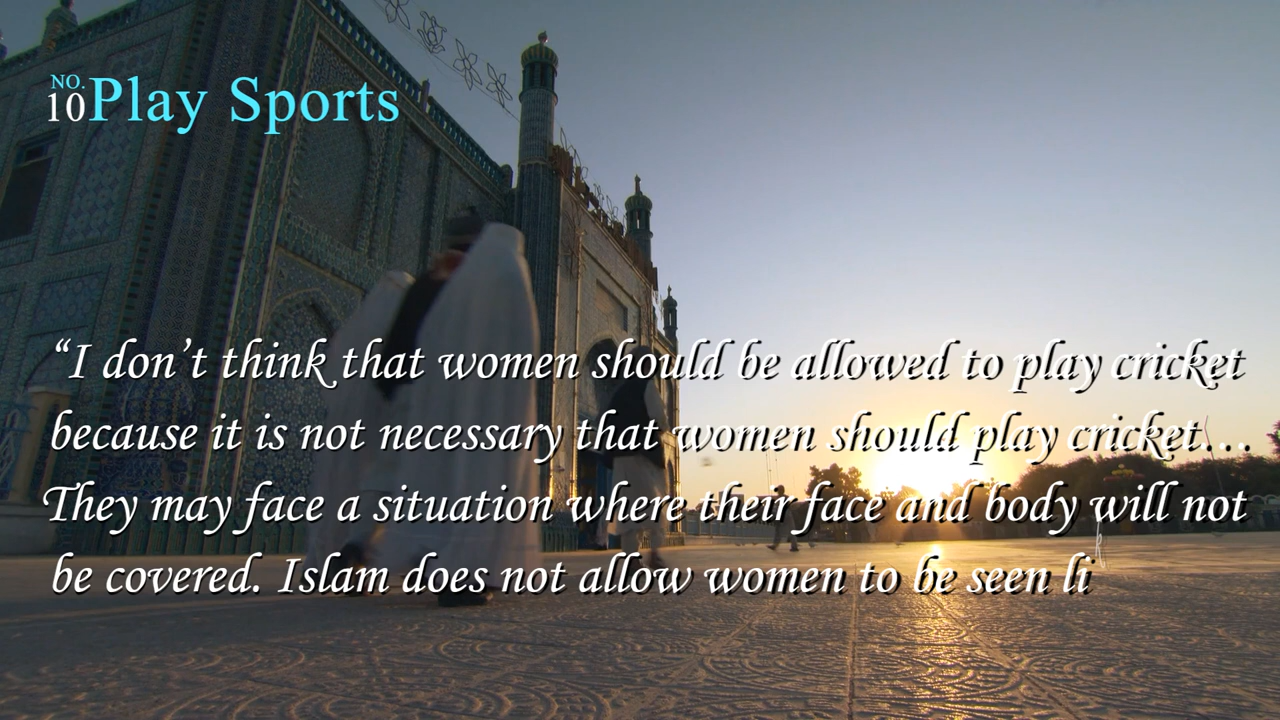 NO.
10 Play Sports
“I don’t think that women should be allowed to play cricket
because it is not necessary that women should play cricket…
They may face a situation where their face and body will not
be covered. Islam does not allow women to be seen li